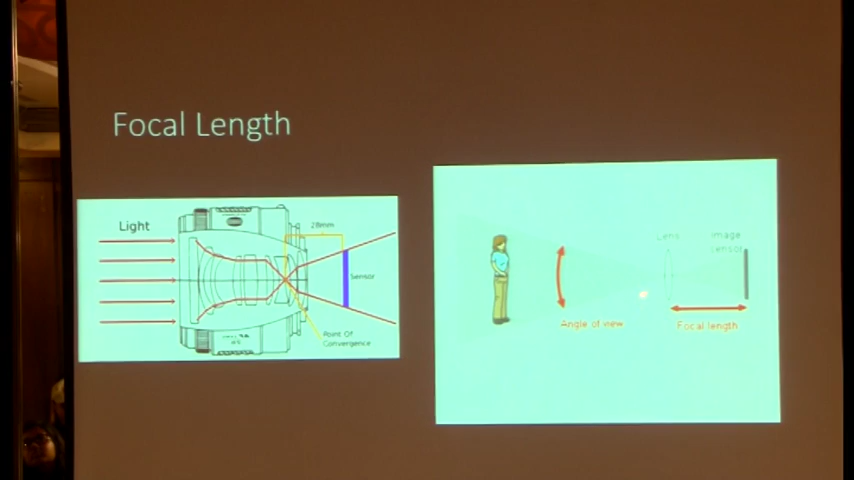 Focal Length
Light
28mm
Sensor
Point Of
Convergence
Lens
Image
sensor
Angle of view
Focal length